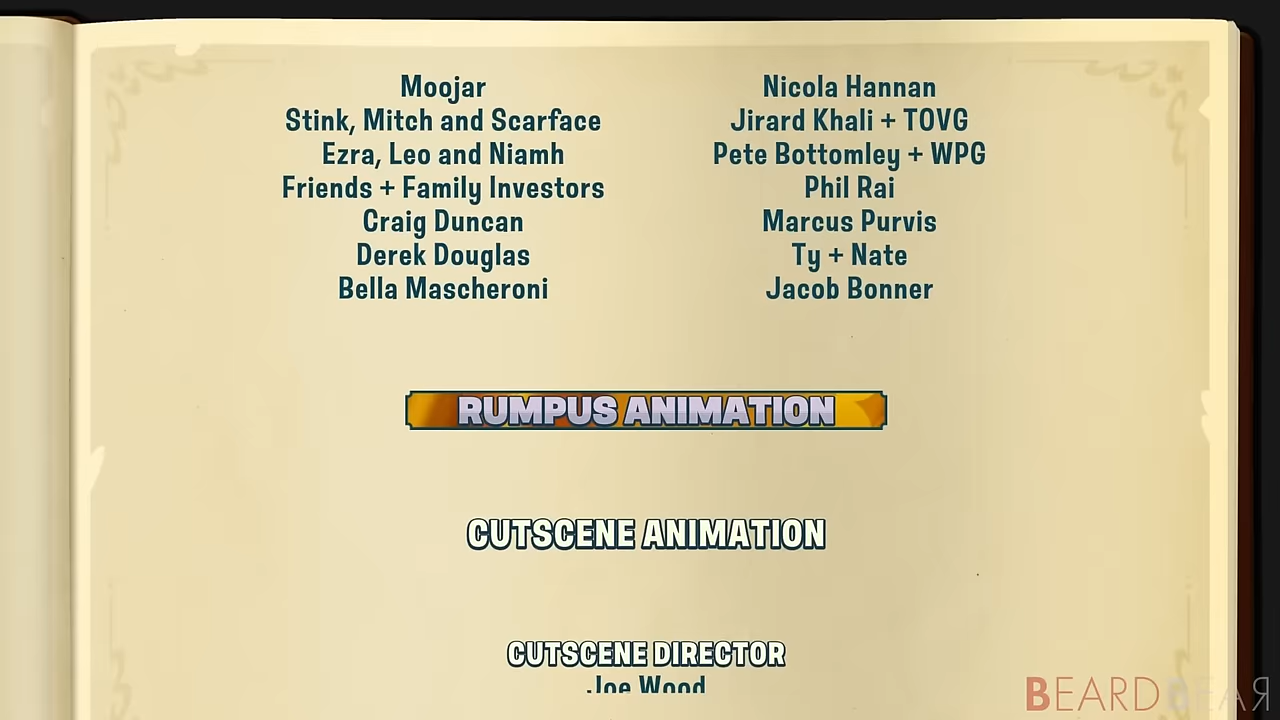 Moojar
Stink, Mitch and Scarface
Ezra, Leo and Niamh
Friends + Family Investors
Craig Duncan
Derek Douglas
Bella Mascheroni
Nicola Hannan
Jirard Khali + TOVG
Pete Bottomley + WPG
Phil Rai
Marcus Purvis
Ty + Nate
Jacob Bonner
RUMPUS ANIMATION
CUTSCENE ANIMATION
CUTSCENE DIRECTOR
Joe Wood
BEARDBEAR